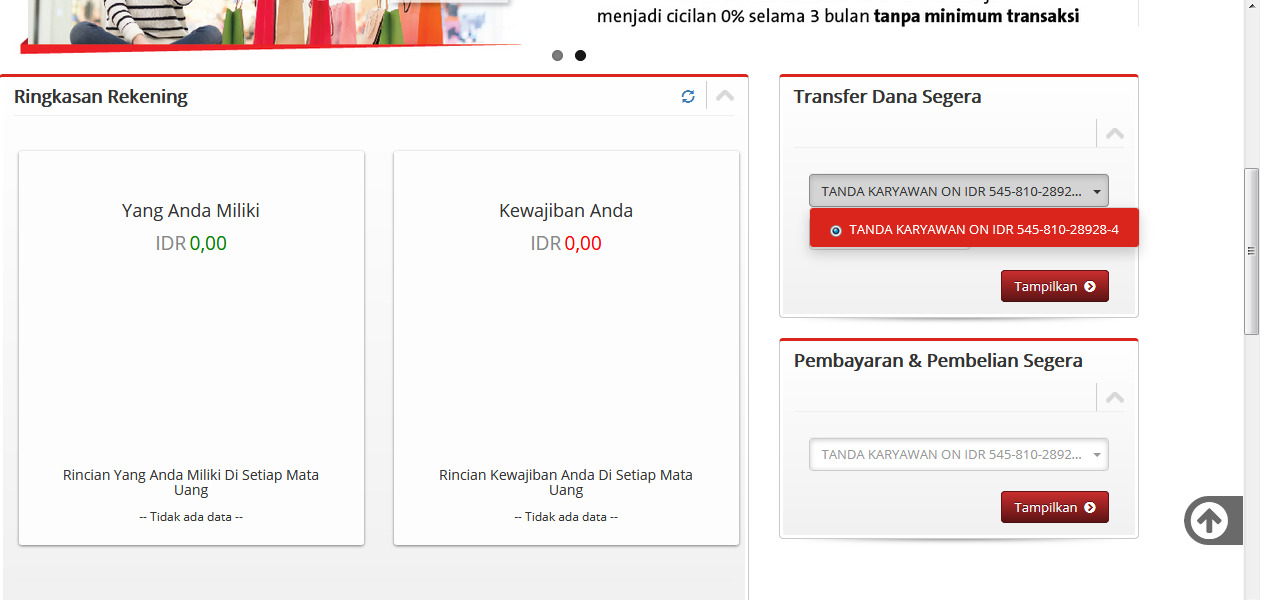 menjadi cicilan 0% selama 3 bulan tanpa minimum transaksi
Ringkasan Rekening
Yang Anda Miliki
IDR 0,00
Rincian Yang Anda Miliki Di Setiap Mata
Uang
-- Tidak ada data --
Kewajiban Anda
IDR 0,00
Rincian Kewajiban Anda Di Setiap Mata
Uang
-- Tidak ada data --
Transfer Dana Segera
TANDA KARYAWAN ON IDR 545-810-2892...
TANDA KARYAWAN ON IDR 545-810-28928-4
Tampilkan
Pembayaran & Pembelian Segera
TANDA KARYAWAN ON IDR 545-810-2892...
Tampilkan